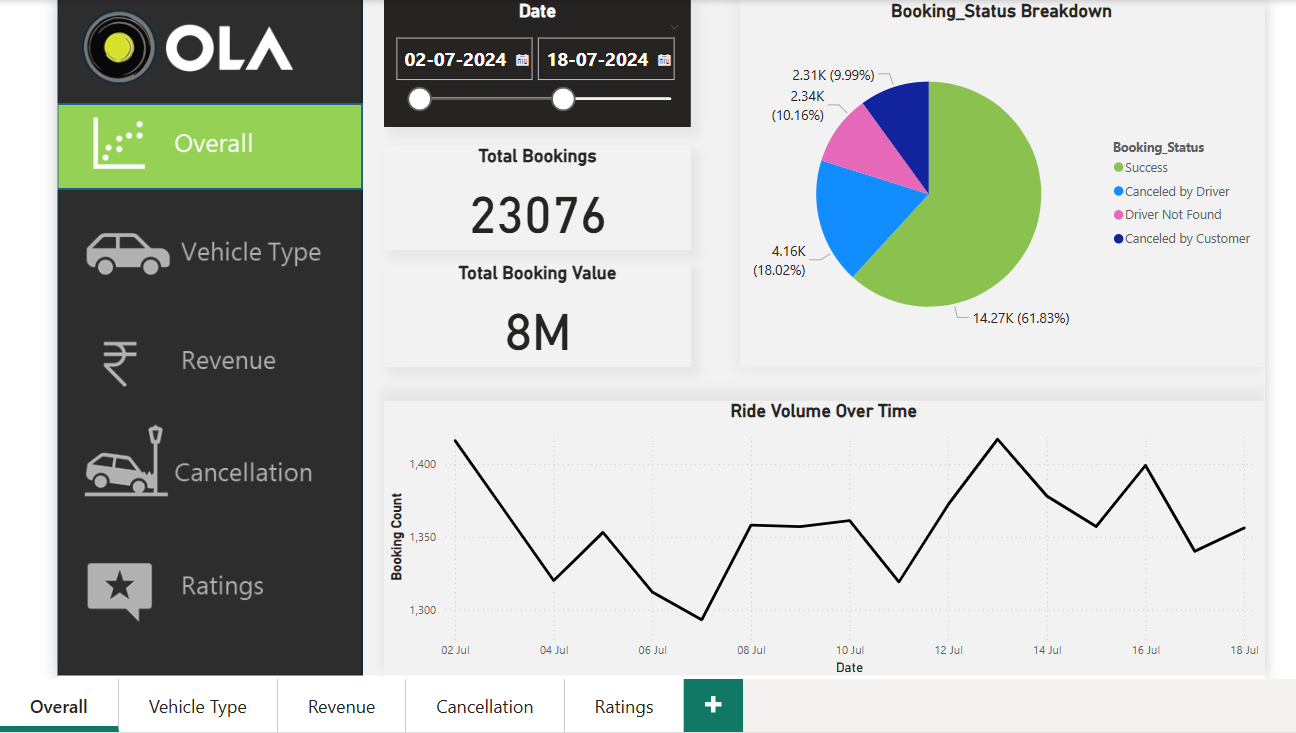 OLA
Overall
Vehicle Type
Revenue
Cancellation
Ratings
Date
02-07-2024
18-07-2024
Total Bookings
23076
Total Booking Value
8M
Booking_Status Breakdown
2.31K (9.99%)
2.34K
(10.16%)
4.16K
(18.02%)
14.27K (61.83%)
Booking_Status
Success
Canceled by Driver
Driver Not Found
Canceled by Customer
Ride Volume Over Time
Booking Count
1,400
1,350
1,300
02 Jul 04 Jul 06 Jul 08 Jul 10 Jul 12 Jul 14 Jul 16 Jul 18 Jul
Date
Overall Vehicle Type Revenue Cancellation Ratings +